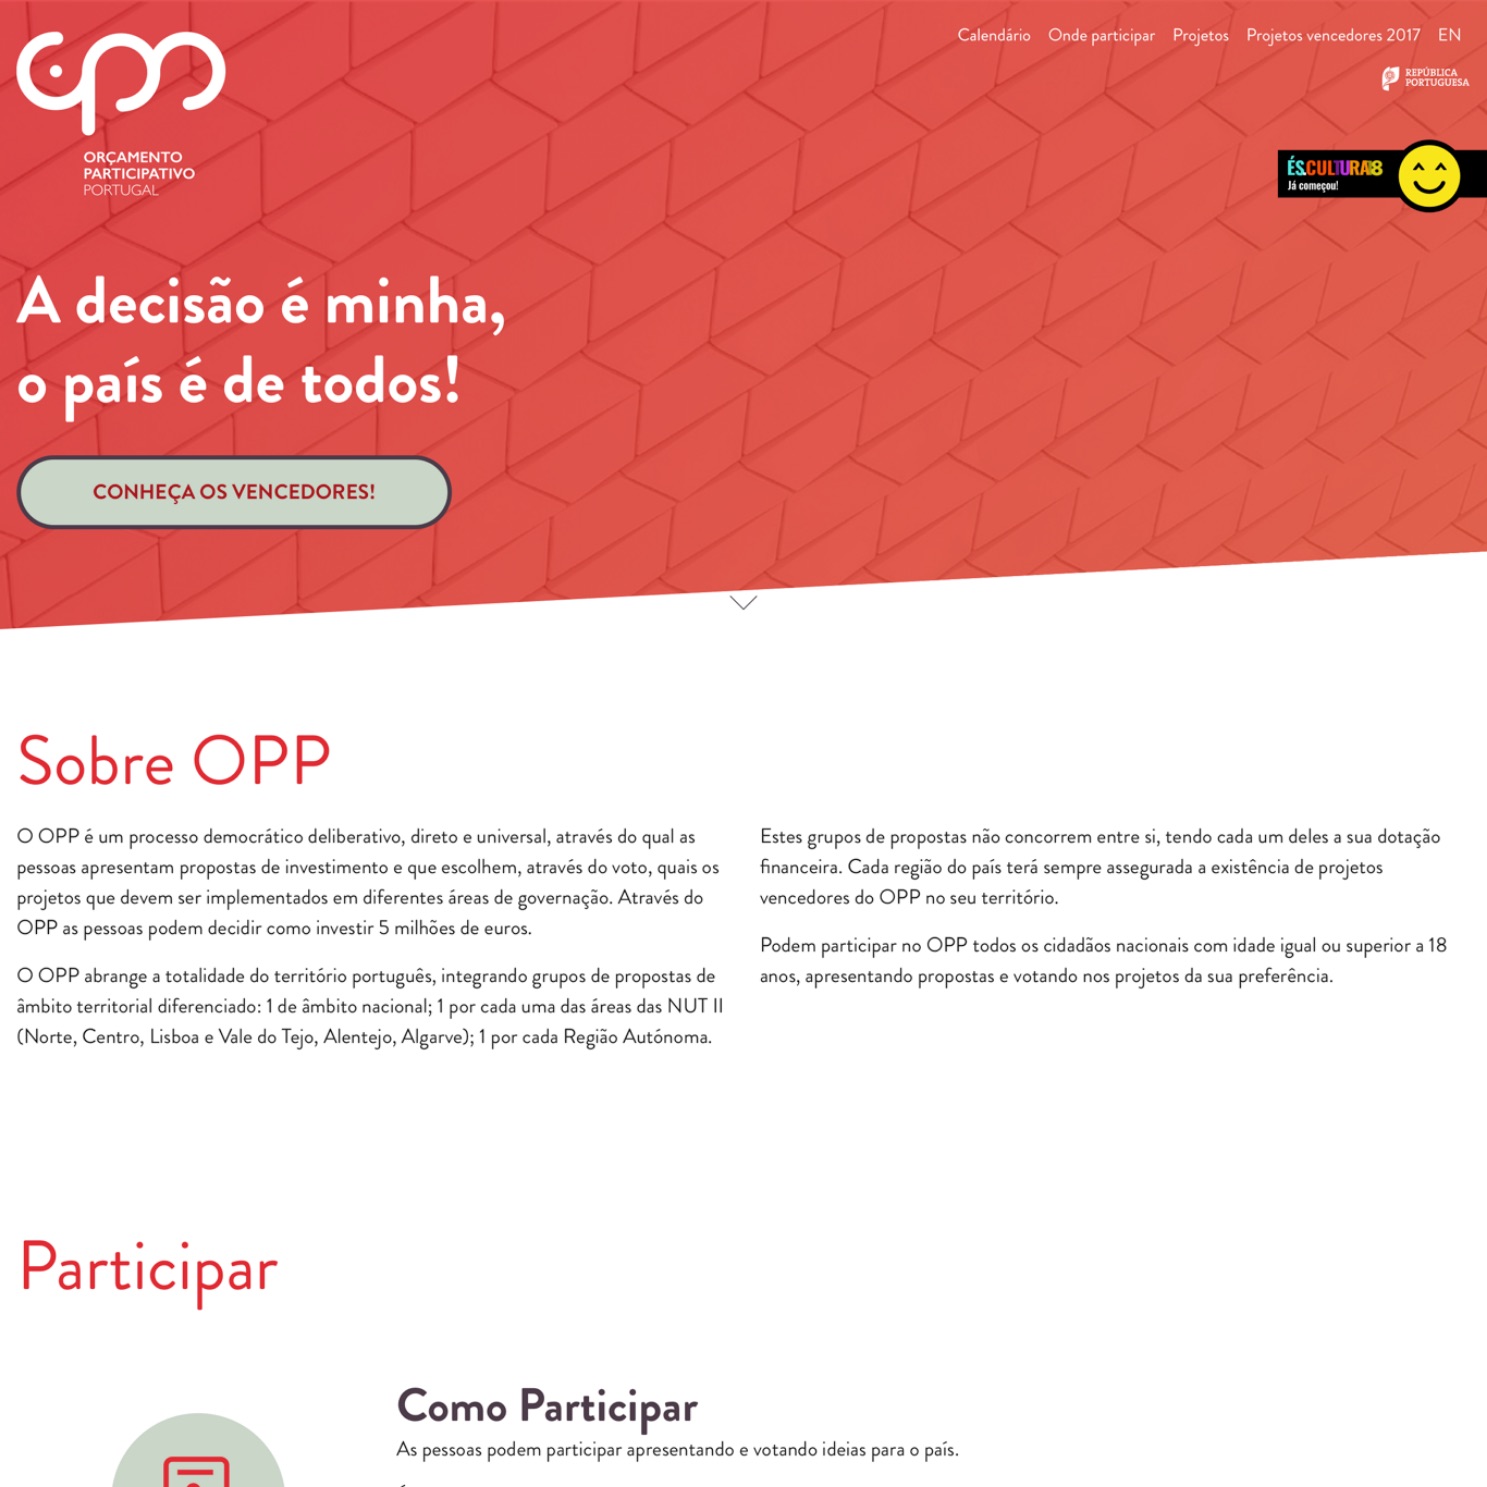 Calendário Onde participar Projetos Projetos vencedores 2017 EN
REPÚBLICA
PORTUGUESA
opp
ORÇAMENTO
PARTICIPATIVO
PORTUGAL
ÉS.CULTURA18
Já começou!
A decisão é minha,
o país é de todos!
CONHEÇA OS VENCEDORES!
Sobre OPP
O OPP é um processo democrático deliberativo, direto e universal, através do qual as
pessoas apresentam propostas de investimento e que escolhem, através do voto, quais os
projetos que devem ser implementados em diferentes áreas de governação. Através do
OPP as pessoas podem decidir como investir 5 milhões de euros.
O OPP abrange a totalidade do território português, integrando grupos de propostas de
âmbito territorial diferenciado: 1 de âmbito nacional; 1 por cada uma das áreas das NUT II
(Norte, Centro, Lisboa e Vale do Tejo, Alentejo, Algarve); 1 por cada Região Autónoma.
Estes grupos de propostas não concorrem entre si, tendo cada um deles a sua dotação
financeira. Cada região do país terá sempre assegurada a existência de projetos
vencedores do OPP no seu território.
Podem participar no OPP todos os cidadãos nacionais com idade igual ou superior a 18
anos, apresentando propostas e votando nos projetos da sua preferência.
Participar
Como Participar
As pessoas podem participar apresentando e votando ideias para o país.